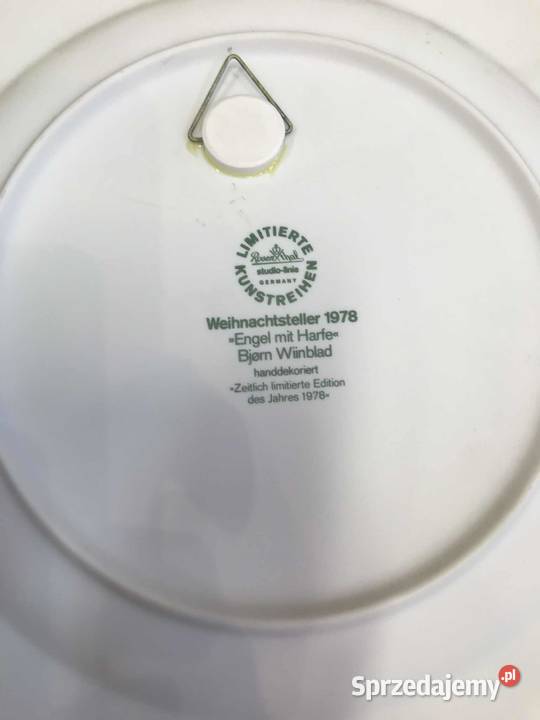 LIMITIERTE
Rosenthal
studio-linie
GERMANY
KUNSTREIHEN
Weihnachtsteller 1978
»Engel mit Harfe«
Bjørn Wiinblad
handdekoriert
»Zeitlich limitierte Edition
des Jahres 1978«
Sprzedajemy.pl